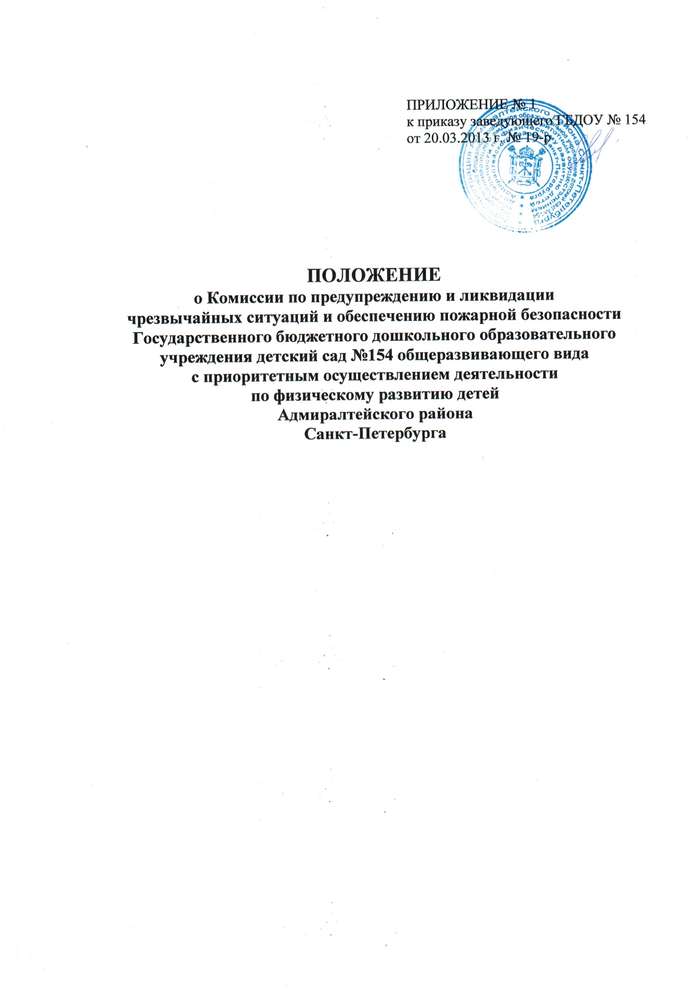 ПРИЛОЖЕНИЕ № 1
к приказу заведующего ГБДОУ № 154
от 20.03.2013 г. № 19-р
ПОЛОЖЕНИЕ
о Комиссии по предупреждению и ликвидации
чрезвычайных ситуаций и обеспечению пожарной безопасности
Государственного бюджетного дошкольного образовательного
учреждения детский сад №154 общеразвивающего вида
с приоритетным осуществлением деятельности
по физическому развитию детей
Адмиралтейского района
Санкт-Петербурга